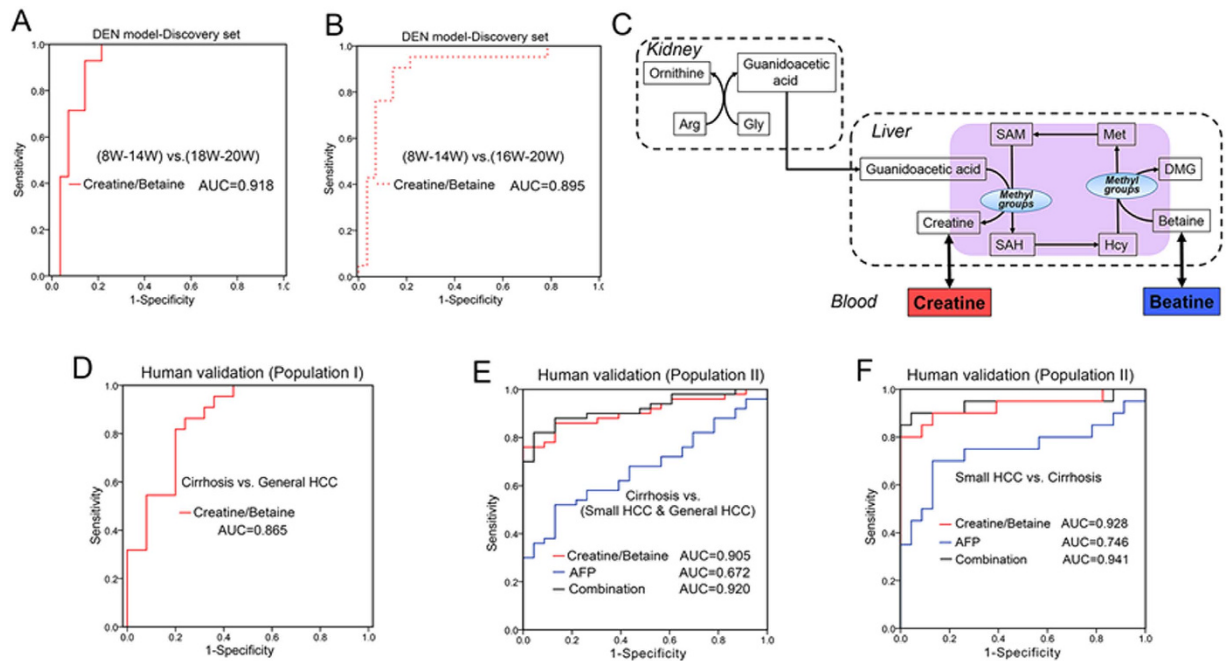 A
DEN model-Discovery set
Sensitivity
1.0
0.8
0.6
0.4
0.2
0.0
(8W-14W) vs.(18W-20W)
Creatine/Betaine
AUC=0.918
0.0 0.2 0.4 0.6 0.8 1.0
1-Specificity
B
DEN model-Discovery set
Sensitivity
1.0
0.8
0.6
0.4
0.2
0.0
(8W-14W) vs.(16W-20W)
Creatine/Betaine AUC=0.895
0.0 0.2 0.4 0.6 0.8 1.0
1-Specificity
C
Kidney
Ornithine
Guanidoacetic
acid
Arg
Gly
Liver
SAM
Met
Guanidoacetic acid
DMG
Methyl
groups
Methyl
groups
Creatine
Betaine
SAH
Hcy
Blood
Creatine
Beatine
D
Human validation (Population I)
Sensitivity
1.0
0.8
0.6
0.4
0.2
0.0
Cirrhosis vs. General HCC
Creatine/Betaine
AUC=0.865
0.0 0.2 0.4 0.6 0.8 1.0
1-Specificity
E
Human validation (Population II)
Sensitivity
1.0
0.8
0.6
0.4
0.2
0.0
Cirrhosis vs.
(Small HCC & General HCC)
Creatine/Betaine AUC=0.905
AFP AUC=0.672
Combination AUC=0.920
0.0 0.2 0.4 0.6 0.8 1.0
1-Specificity
F
Human validation (Population II)
Sensitivity
1.0
0.8
0.6
0.4
0.2
0.0
Small HCC vs. Cirrhosis
Creatine/Betaine AUC=0.928
AFP AUC=0.746
Combination AUC=0.941
0.0 0.2 0.4 0.6 0.8 1.0
1-Specificity